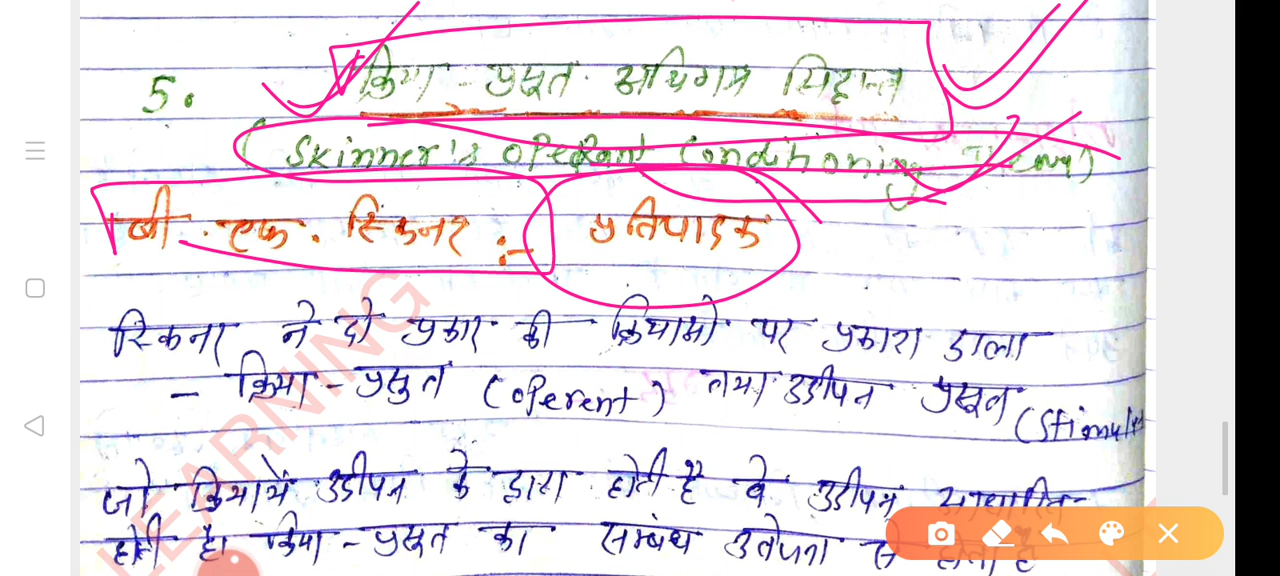 5. क्रिया-प्रसूत अधिगम सिद्धान्त
(Skinner's Operant Conditioning Theory)
बी. एफ. स्किनर :- प्रतिपादक
स्किनर ने दो प्रकार की क्रियाओं पर प्रकाश डाला
- क्रिया-प्रसुत (operent) तथा उद्दीपन प्रसूत (stimulus
जो क्रियायें उद्दीपन के द्वारा होती है वे उद्दीपन आधारित
होती है। क्रिया-प्रसूत का सम्बंध उत्तेजना से होता है
LEARNING